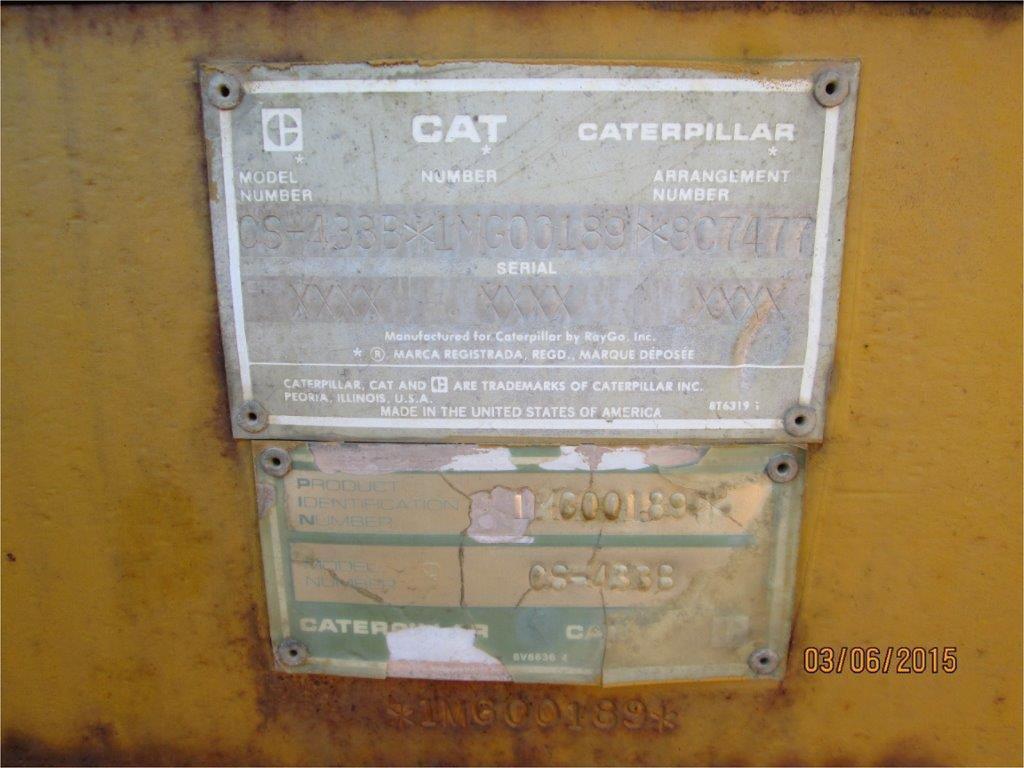 CAT CATERPILLAR
* *
*
MODEL NUMBER ARRANGEMENT
NUMBER NUMBER
CS-433B*1MG00189*8C7477
SERIAL
XXXX XXXX XXXX
Manufactured for Caterpillar by RayGo, Inc.
* ® MARCA REGISTRADA, REGD., MARQUE DÉPOSÉE
CATERPILLAR, CAT AND C ARE TRADEMARKS OF CATERPILLAR INC.
PEORIA, ILLINOIS, U.S.A. 8T6319 1
MADE IN THE UNITED STATES OF AMERICA
PRODUCT
IDENTIFICATION 1MG00189**
NUMBER
MODEL CS-433B
NUMBER
CATERPILLAR
8V6636
03/06/2015
*1MG00189*